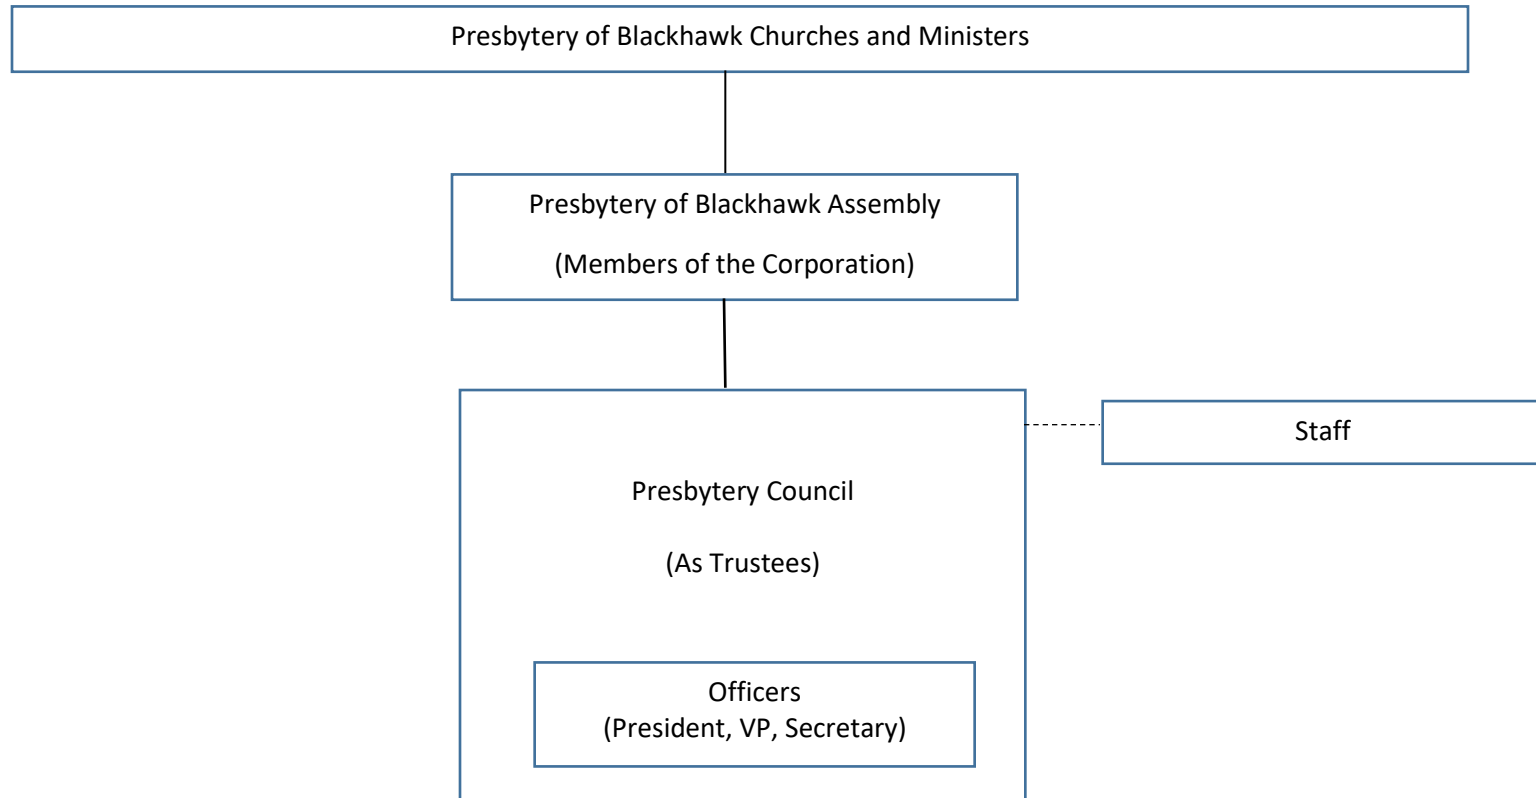 Presbytery of Blackhawk Churches and Ministers
Presbytery of Blackhawk Assembly
(Members of the Corporation)
Staff
Presbytery Council
(As Trustees)
Officers
(President, VP, Secretary)